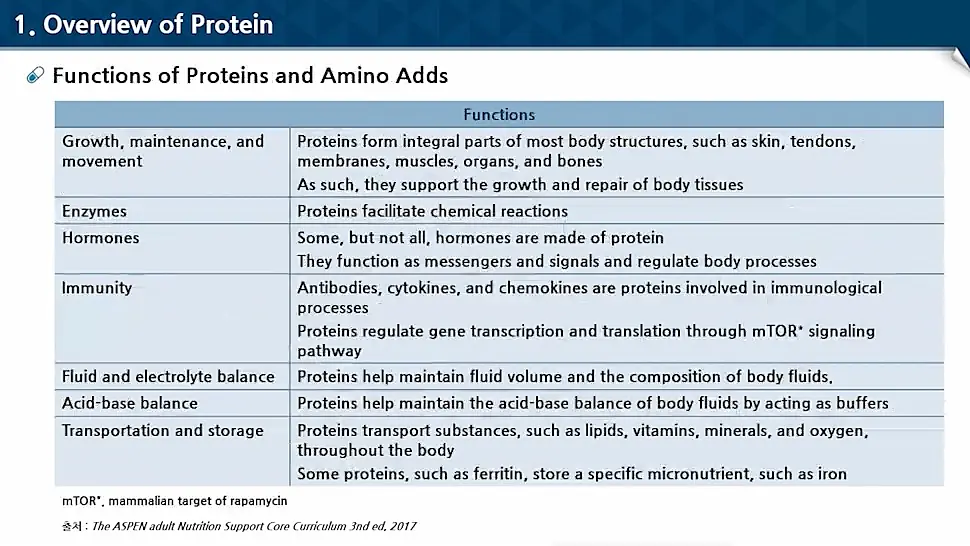 1. Overview of Protein
Functions of Proteins and Amino Adds
Functions
Growth, maintenance, and
movement
Proteins form integral parts of most body structures, such as skin, tendons,
membranes, muscles, organs, and bones
As such, they support the growth and repair of body tissues
Enzymes
Proteins facilitate chemical reactions
Hormones
Some, but not all, hormones are made of protein
They function as messengers and signals and regulate body processes
Immunity
Antibodies, cytokines, and chemokines are proteins involved in immunological
processes
Proteins regulate gene transcription and translation through mTOR* signaling
pathway
Fluid and electrolyte balance
Proteins help maintain fluid volume and the composition of body fluids.
Acid-base balance
Proteins help maintain the acid-base balance of body fluids by acting as buffers
Transportation and storage
Proteins transport substances, such as lipids, vitamins, minerals, and oxygen,
throughout the body
Some proteins, such as ferritin, store a specific micronutrient, such as iron
mTOR*, mammalian target of rapamycin
출처 : The ASPEN adult Nutrition Support Core Curriculum 3nd ed, 2017